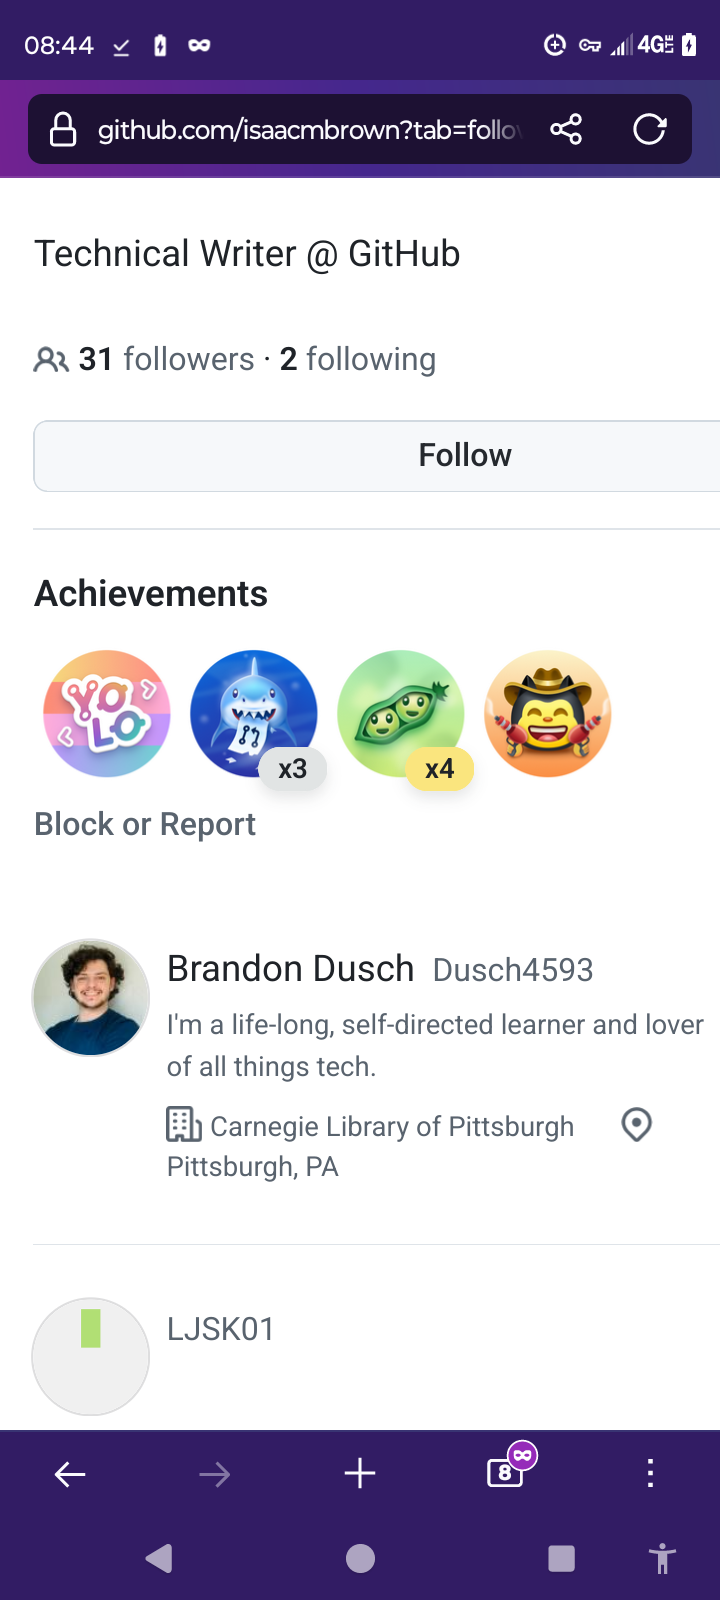 08:44
4G LTE
github.com/isaacmbrown?tab=follo
Technical Writer @ GitHub
31 followers · 2 following
Follow
Achievements
YOLO
x3
x4
Block or Report
Brandon Dusch Dusch4593
I'm a life-long, self-directed learner and lover
of all things tech.
Carnegie Library of Pittsburgh
Pittsburgh, PA
LJSK01
8